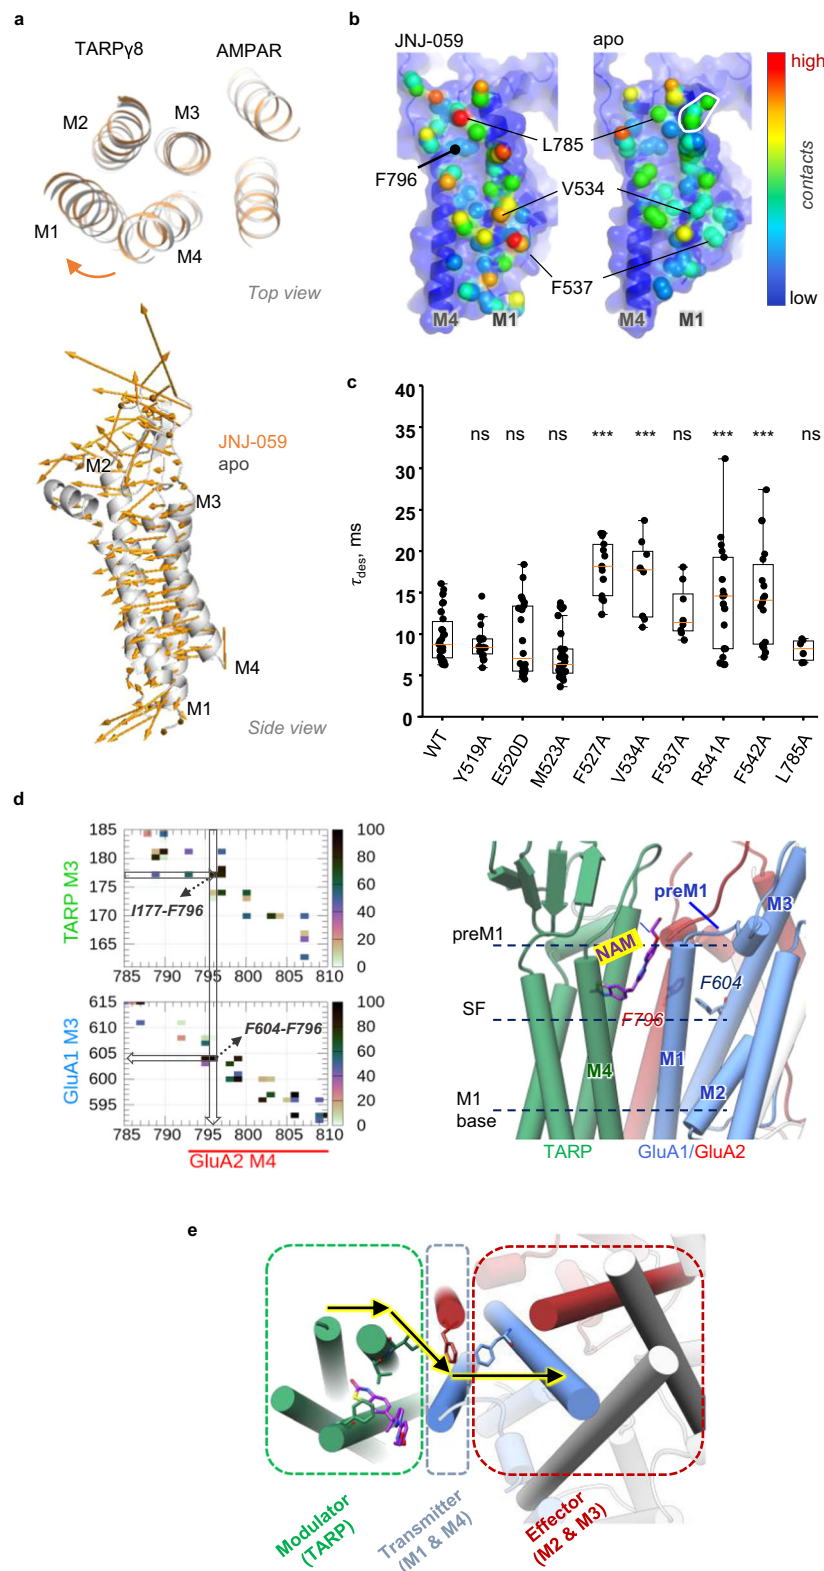 a
TARPγ8
AMPAR
M2
M3
M1
M4
Top view
M2
JNJ-059
apo
M3
M4
M1
Side view
b
JNJ-059
apo
high
L785
F796
V534
F537
contacts
low
M4
M1
M4
M1
c
40
35
30
25
20
15
10
5
0
τdes, ms
ns
ns
ns
***
***
ns
***
***
ns
WT
Y519A
E520D
M523A
F527A
V534A
F537A
R541A
F542A
L785A
d
TARP M3
185
180
175
170
165
I177-F796
785
790
795
800
805
100
80
60
40
20
0
GluA1 M3
615
610
605
600
595
F604-F796
785
790
795
800
805
810
100
80
60
40
20
0
GluA2 M4
preM1
M3
preM1
NAM
F604
SF
F796
M4
M1
M2
M1
base
TARP
GluA1/GluA2
e
Modulator
(TARP)
Transmitter
(M1 & M4)
Effector
(M2 & M3)